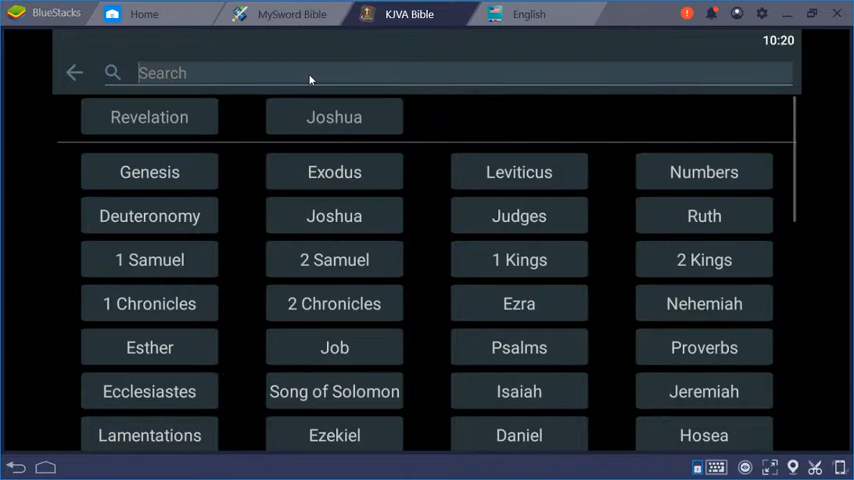 BlueStacks Home MySword Bible KJVA Bible English
10:20
Search
Revelation Joshua
Genesis Exodus Leviticus Numbers
Deuteronomy Joshua Judges Ruth
1 Samuel 2 Samuel 1 Kings 2 Kings
1 Chronicles 2 Chronicles Ezra Nehemiah
Esther Job Psalms Proverbs
Ecclesiastes Song of Solomon Isaiah Jeremiah
Lamentations Ezekiel Daniel Hosea